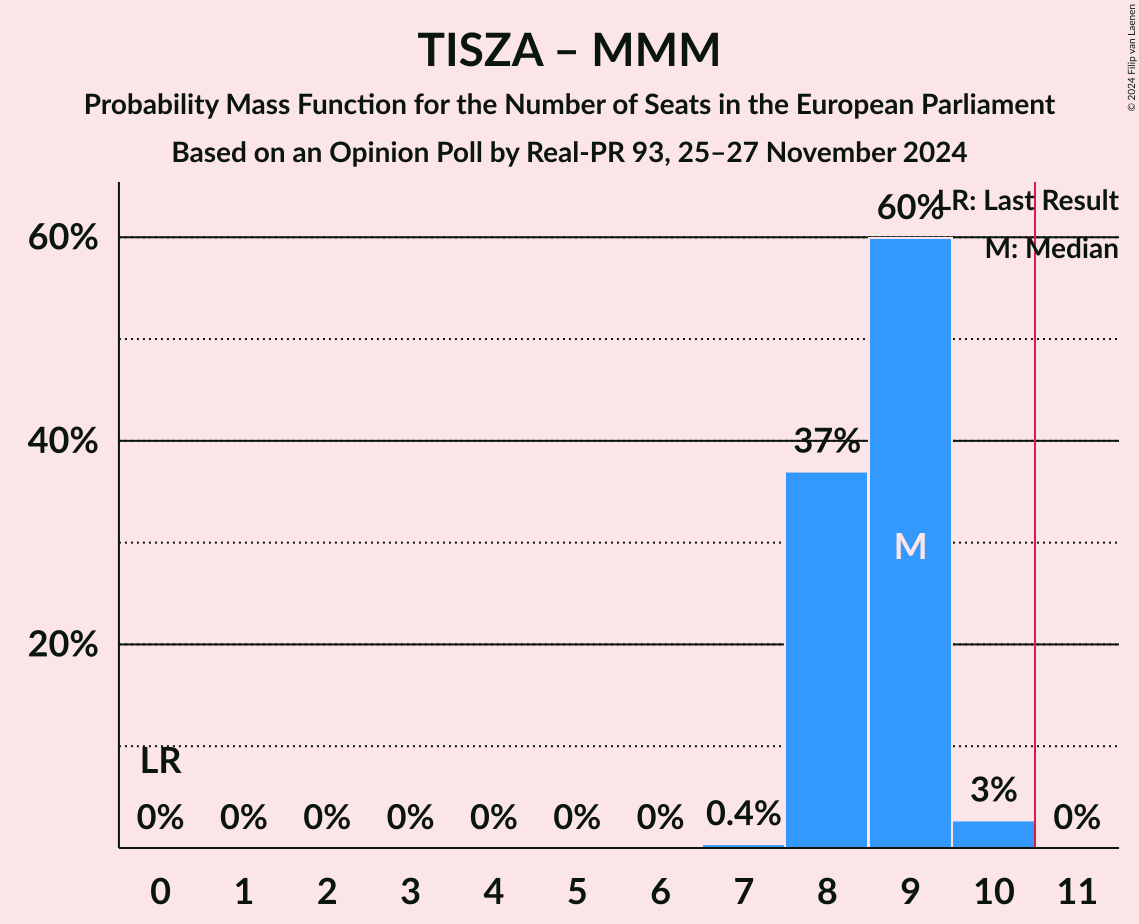 TISZA – MMM
Probability Mass Function for the Number of Seats in the European Parliament
Based on an Opinion Poll by Real-PR 93, 25–27 November 2024
© 2024 Filip van Laenen
LR: Last Result
M: Median
60%
40%
20%
60%
37%
M
LR
0%
0%
0%
0%
0%
0%
0%
0.4%
3%
0%
0 1 2 3 4 5 6 7 8 9 10 11